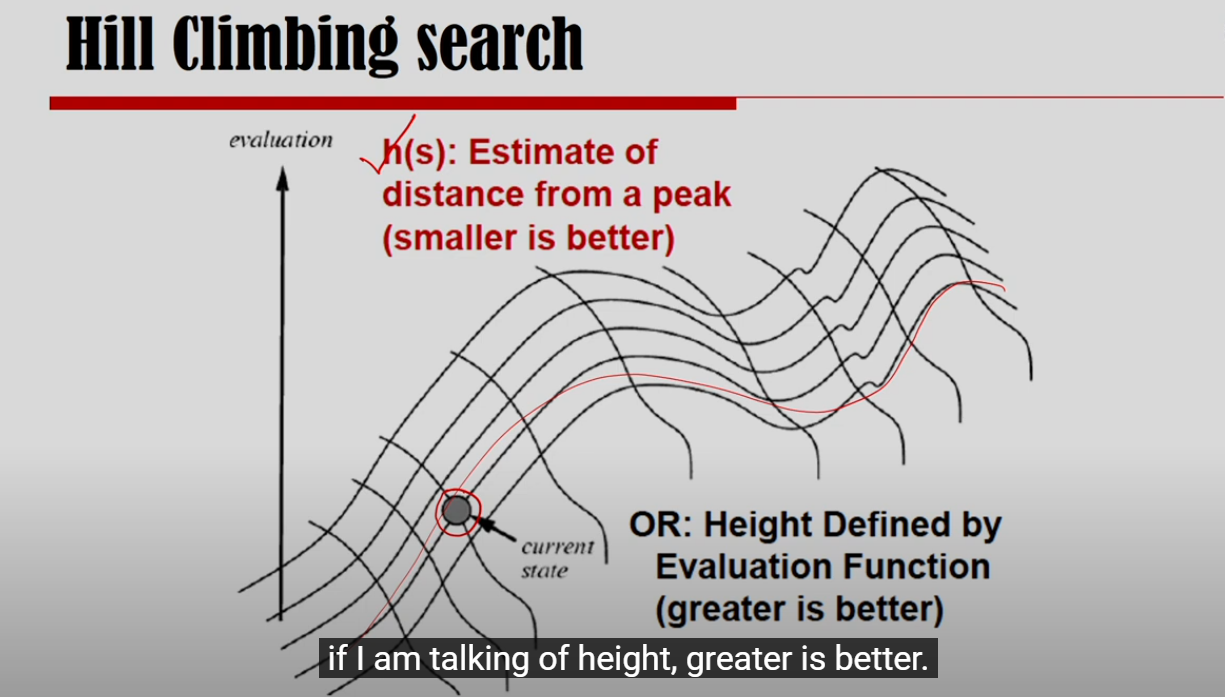 Hill Climbing search
evaluation
h(s): Estimate of
distance from a peak
(smaller is better)
current
state
OR: Height Defined by
Evaluation Function
(greater is better)
if I am talking of height, greater is better.